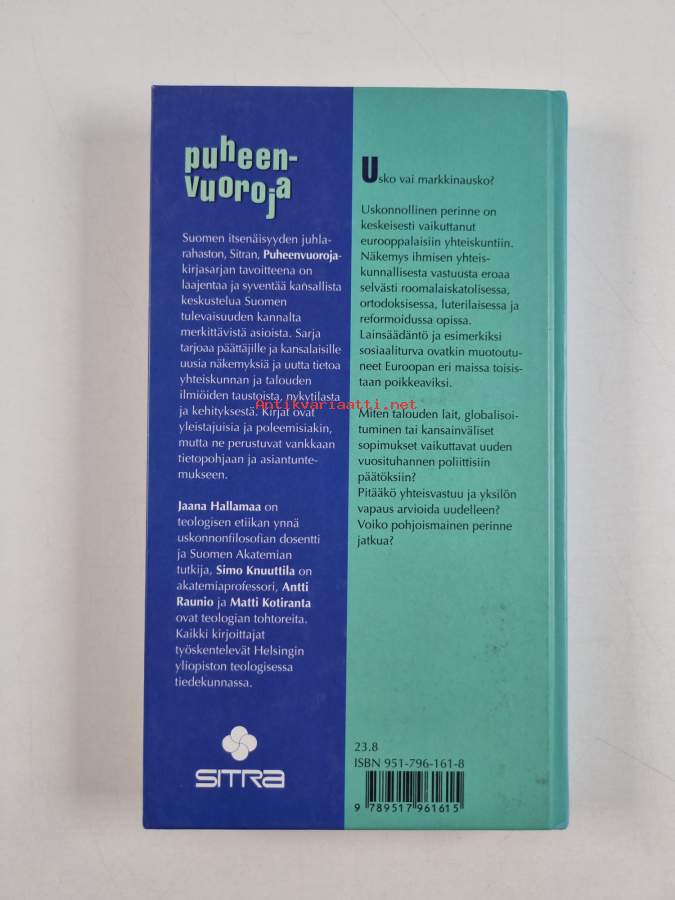 puheen-
vuoroja
Suomen itsenäisyyden juhla-
rahaston, Sitran, Puheenvuoroja-
kirjasarjan tavoitteena on
laajentaa ja syventää kansallista
keskustelua Suomen
tulevaisuuden kannalta
merkittävistä asioista. Sarja
tarjoaa päättäjille ja kansalaisille
uusia näkemyksiä ja uutta tietoa
yhteiskunnan ja talouden
ilmiöiden taustoista, nykytilasta
ja kehityksestä. Kirjat ovat
yleistajuisia ja poleemisiakin,
mutta ne perustuvat vankkaan
tietopohjaan ja asiantunte-
mukseen.
Jaana Hallamaa on
teologisen etiikan ynnä
uskonnonfilosofian dosentti
ja Suomen Akatemian
tutkija, Simo Knuuttila on
akatemiaprofessori, Antti
Raunio ja Matti Kotiranta
ovat teologian tohtoreita.
Kaikki kirjoittajat
työskentelevät Helsingin
yliopiston teologisessa
tiedekunnassa.
SITRA
Usko vai markkinausko?
Uskonnollinen perinne on
keskeisesti vaikuttanut
eurooppalaisiin yhteiskuntiin.
Näkemys ihmisen yhteis-
kunnallisesta vastuusta eroaa
selvästi roomalaiskatolisessa,
ortodoksisessa, luterilaisessa ja
reformoidussa opissa.
Lainsäädäntö ja esimerkiksi
sosiaaliturva ovatkin muotoutu-
neet Euroopan eri maissa toisis-
taan poikkeaviksi.
Miten talouden lait, globalisoi-
tuminen tai kansainväliset
sopimukset vaikuttavat uuden
vuosituhannen poliittisiin
päätöksiin?
Pitääkö yhteisvastuu ja yksilön
vapaus arvioida uudelleen?
Voiko pohjoismainen perinne
jatkua?
23.8
ISBN 951-796-161-8
9 789517 961615
Antikvariaatti.net